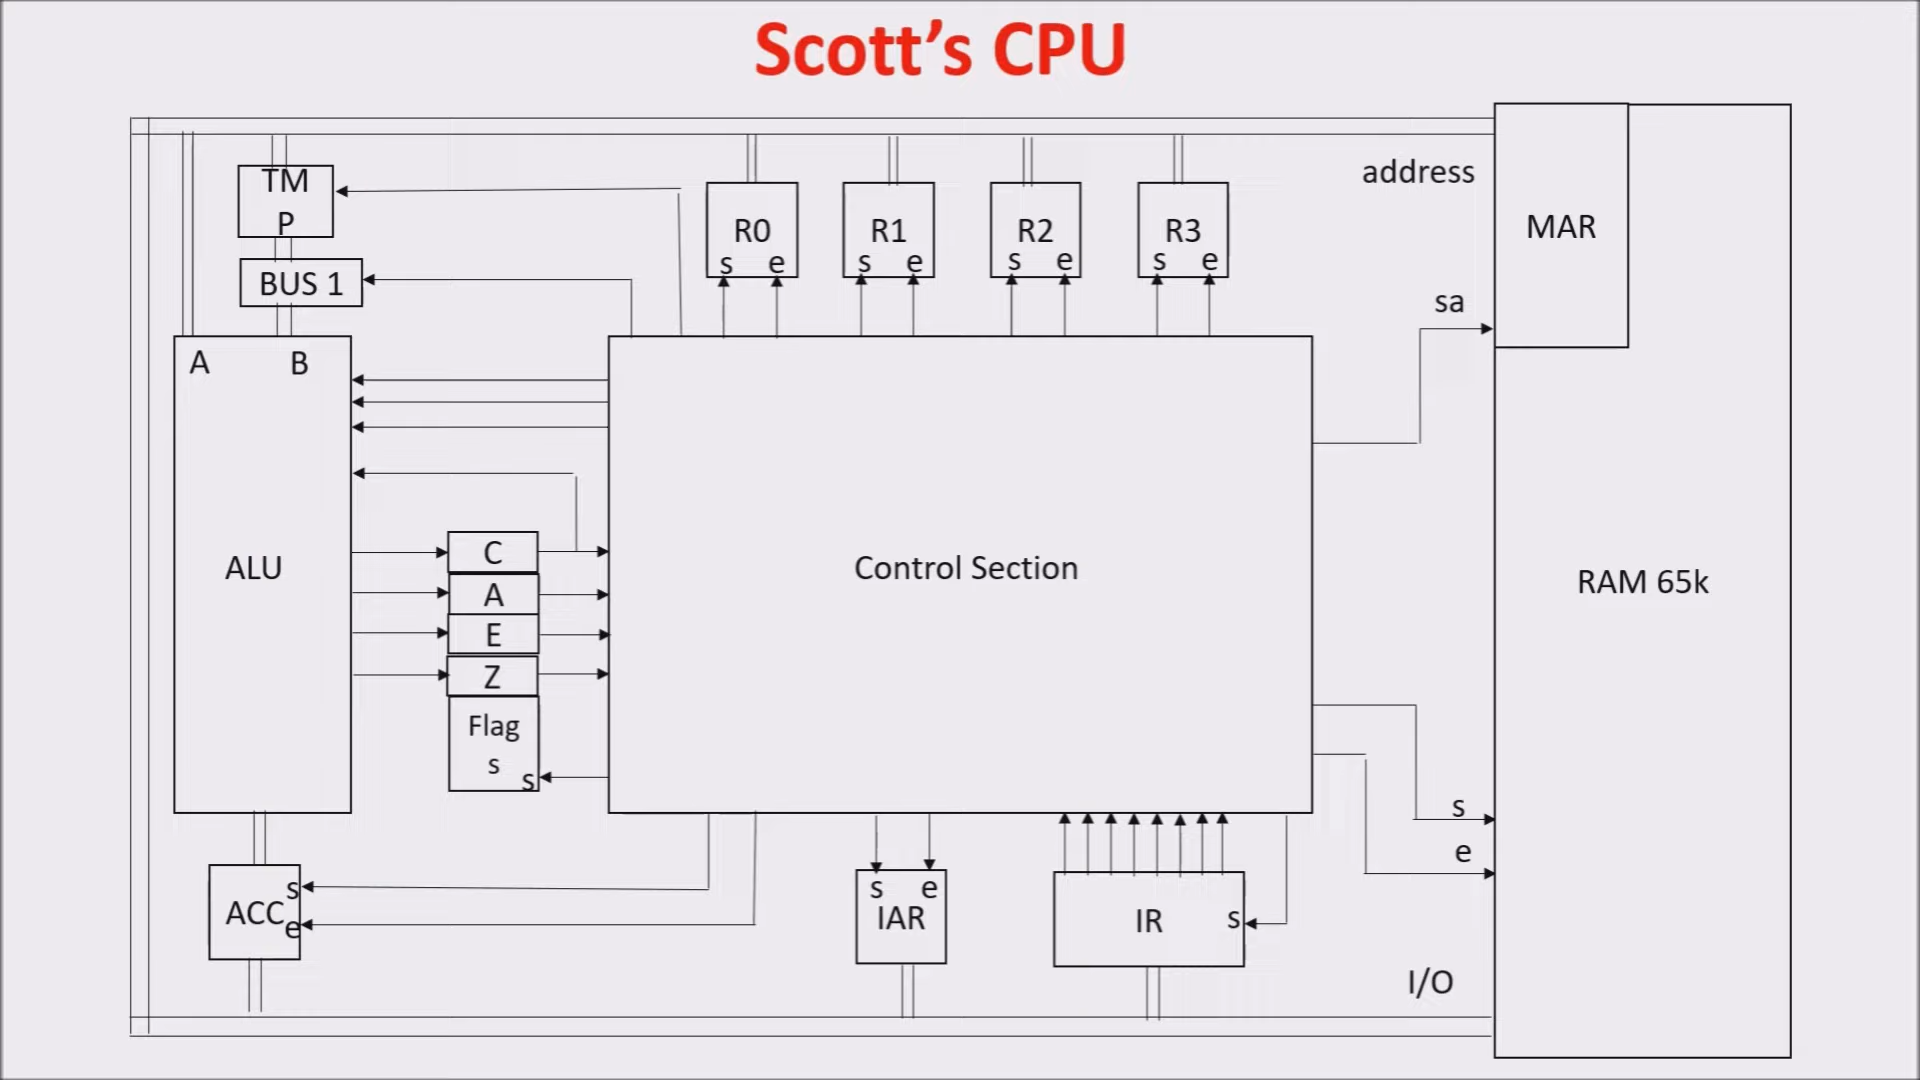 Scott’s CPU
TM
P
BUS 1
R0
s e
R1
s e
R2
s e
R3
s e
address
MAR
sa
A B
ALU
C
A
E
Z
Flag
s
s
Control Section
RAM 65k
s
e
s
ACC
e
s e
IAR
IR
s
I/O